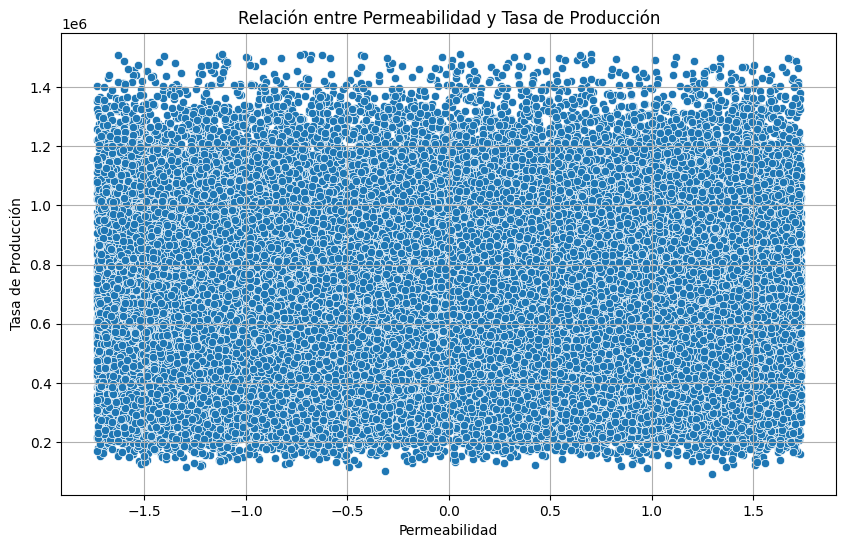 Relación entre Permeabilidad y Tasa de Producción
1e6
1.4
1.2
1.0
0.8
0.6
0.4
0.2
Tasa de Producción
−1.5 −1.0 −0.5 0.0 0.5 1.0 1.5
Permeabilidad